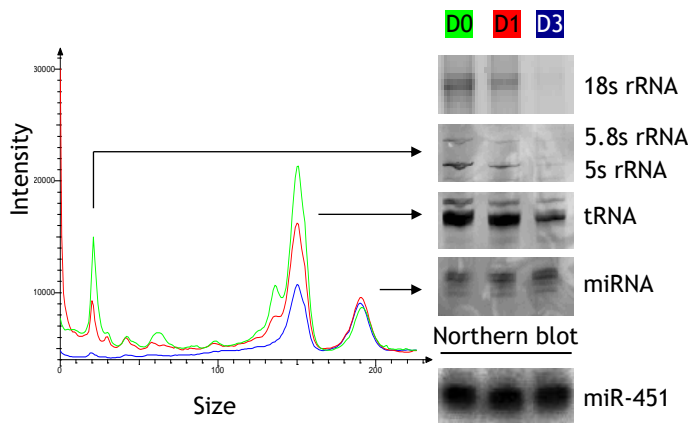 D0 D1 D3
18s rRNA
5.8s rRNA
5s rRNA
tRNA
miRNA
Northern blot
miR-451
Intensity
30000
20000
10000
0 100 200
Size